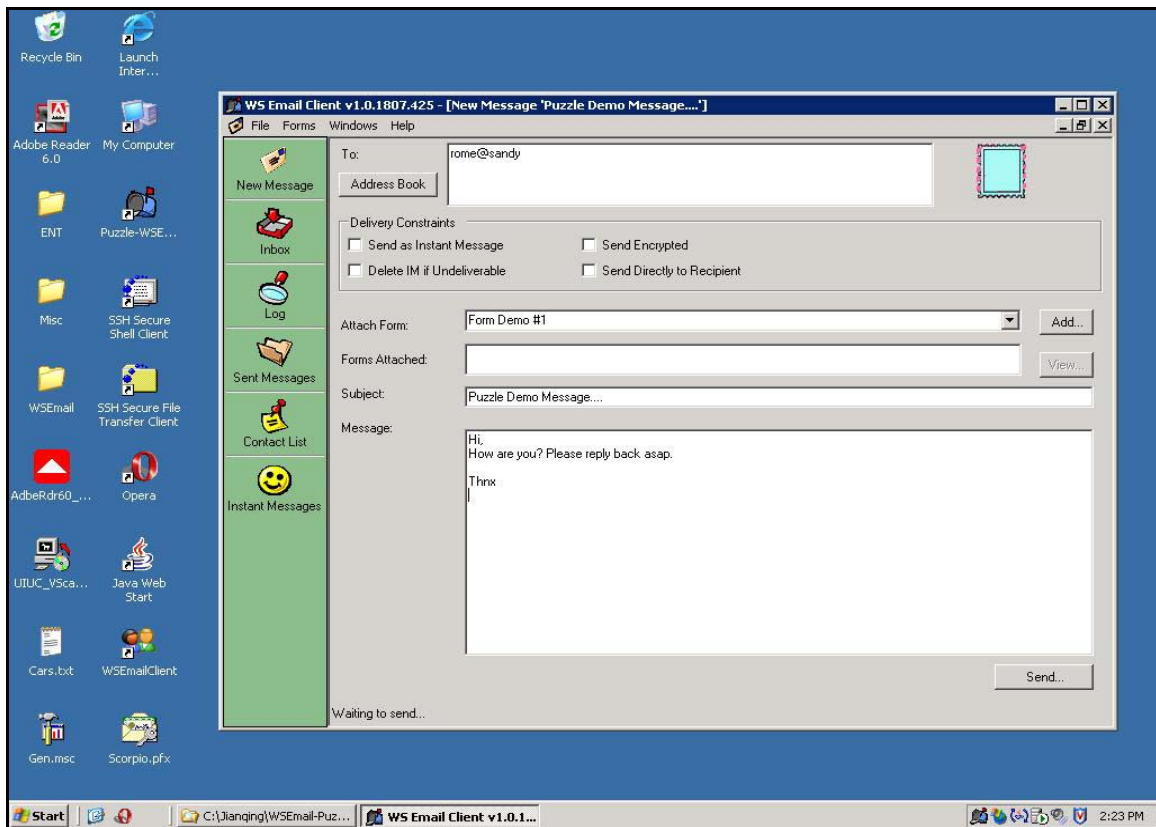 Recycle Bin
Launch
Inter...
Adobe Reader
6.0
My Computer
ENT
Puzzle-WSE...
Misc
SSH Secure
Shell Client
WSEmail
SSH Secure File
Transfer Client
AdbeRdr60_...
Opera
UIUC_VSca...
Java Web
Start
Cars.txt
WSEmailClient
Gen.msc
Scorpio.pfx
WS Email Client v1.0.1807.425 - [New Message 'Puzzle Demo Message....']
File Forms Windows Help
New Message
Inbox
Log
Sent Messages
Contact List
Instant Messages
To:
rome@sandy
Address Book
Delivery Constraints
Send as Instant Message
Send Encrypted
Delete IM if Undeliverable
Send Directly to Recipient
Attach Form:
Form Demo #1
Add...
Forms Attached:
View...
Subject:
Puzzle Demo Message....
Message:
Hi,
How are you? Please reply back asap.
Thnx
Send...
Waiting to send...
Start
C:\Jianqing\WSEmail-Puz...
WS Email Client v1.0.1...
2:23 PM